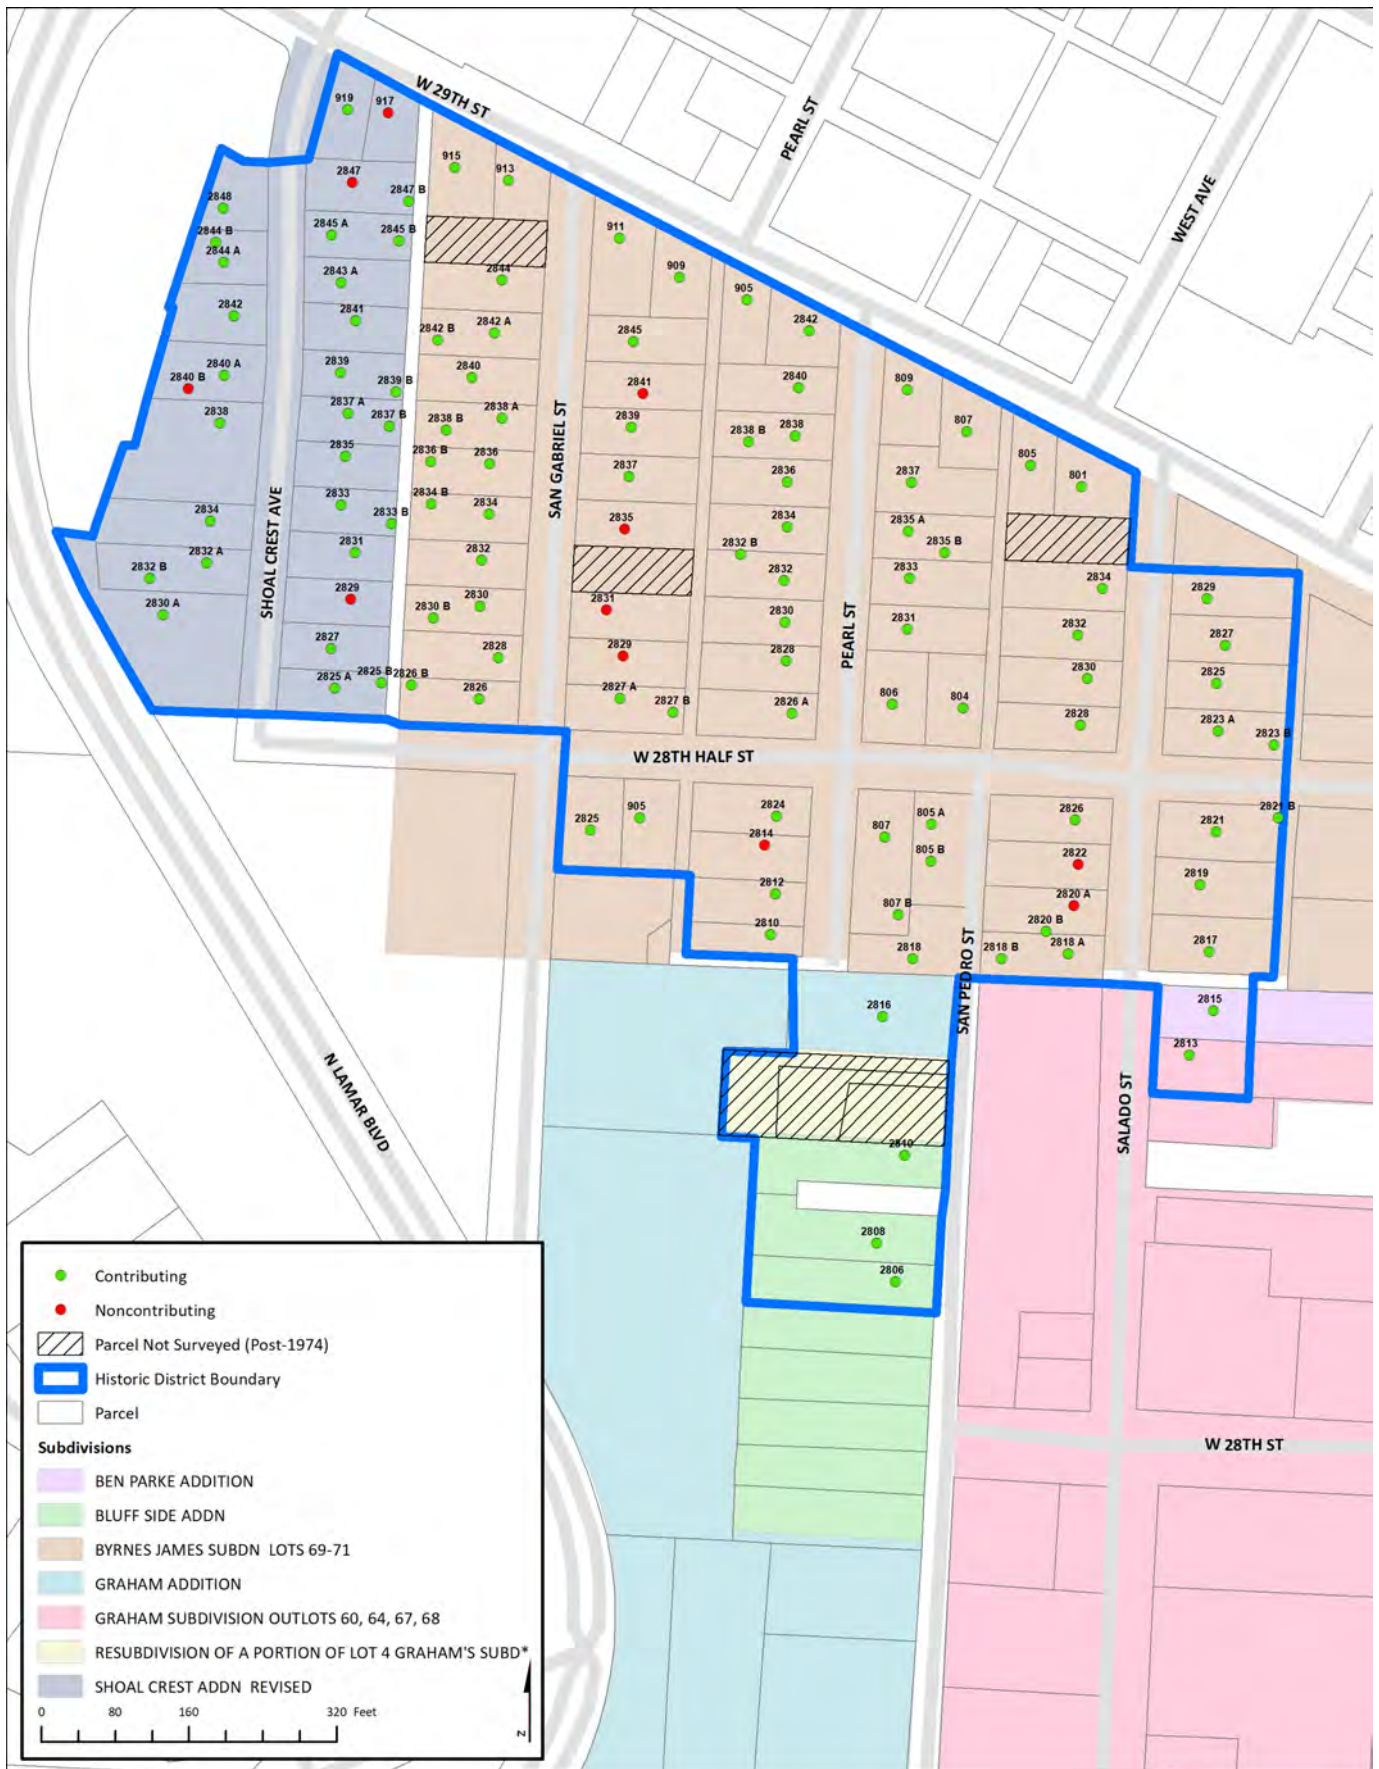 W 29TH ST
PEARL ST
WEST AVE
919
917
915
913
2847
2847 B
2848
2845 A
2845 B
2844 B
2844 A
911
909
2844
2843 A
905
2842
2841
2842 B
2842 A
2845
2842
2840 A
2840 B
2839
2839 B
2840
2841
2840
809
2838
2837 A
2837 B
2838 B
2838 A
2839
2838 B
2838
807
2835
2836 B
2836
2837
2836
2837
805
801
SAN GABRIEL ST
2834
2833
2833 B
2834 B
2834
2835
2834
2835 A
2835 B
SHOAL CREST AVE
2832 B
2832 A
2831
2832
2832 B
2832
2833
2834
2829
2830 A
2829
2830 B
2830
2831
2830
2831
2832
2827
PEARL ST
2827
2828
2829
2828
2830
2825
2825 A
2825 B
2826 B
2826
2827 A
2827 B
2826 A
806
804
2828
2823 A
2823 B
W 28TH HALF ST
2825
905
2824
807
805 A
2826
2821
2821 B
2814
805 B
2822
2812
2820 A
2819
2810
807 B
2820 B
2818
2818 B
2818 A
2817
SAN PEDRO ST
2816
2815
2813
N LAMAR BLVD
SALADO ST
2810
2808
2806
W 28TH ST
Contributing
Noncontributing
Parcel Not Surveyed (Post-1974)
Historic District Boundary
Parcel
Subdivisions
BEN PARKE ADDITION
BLUFF SIDE ADDN
BYRNES JAMES SUBDN LOTS 69-71
GRAHAM ADDITION
GRAHAM SUBDIVISION OUTLOTS 60, 64, 67, 68
RESUBDIVISION OF A PORTION OF LOT 4 GRAHAM'S SUBD*
SHOAL CREST ADDN REVISED
0 80 160 320 Feet
N